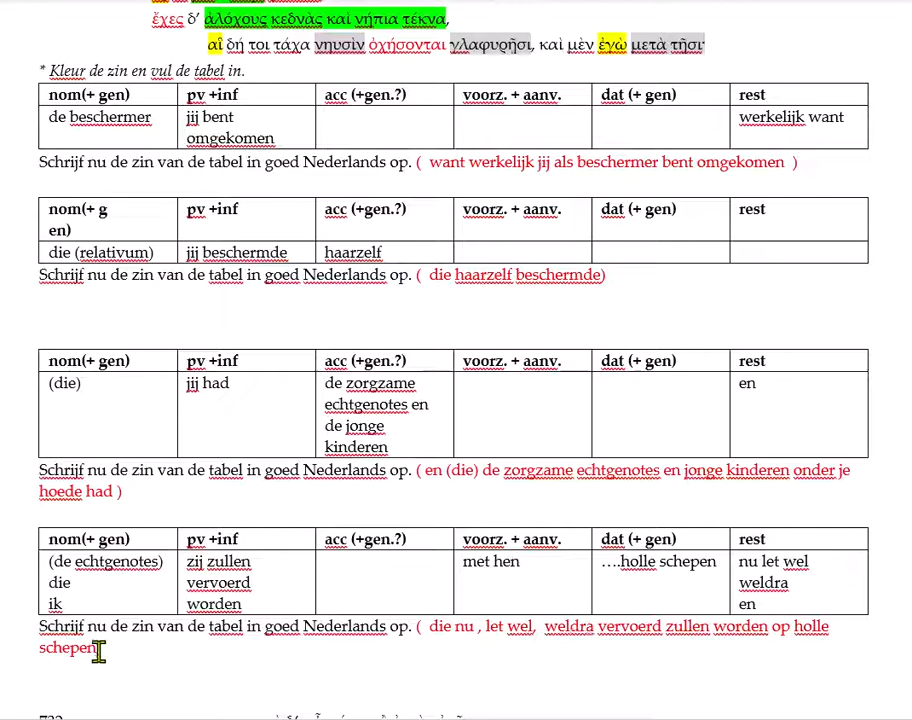 ἔχες δ’ ἀλόχους κεδνὰς καὶ νήπια τέκνα,
αἳ δή τοι τάχα νηυσὶν ὀχήσονται γλαφυρῇσι, καὶ μὲν ἐγὼ μετὰ τῇσι·
* Kleur de zin en vul de tabel in.
nom(+ gen) pv +inf acc (+gen.?) voorz. + aanv. dat (+ gen) rest
de beschermer jij bent werkelijk want
omgekomen
Schrijf nu de zin van de tabel in goed Nederlands op. ( want werkelijk jij als beschermer bent omgekomen )
nom(+ g pv +inf acc (+gen.?) voorz. + aanv. dat (+ gen) rest
en)
die (relativum) jij beschermde haarzelf
Schrijf nu de zin van de tabel in goed Nederlands op. ( die haarzelf beschermde)
nom(+ gen) pv +inf acc (+gen.?) voorz. + aanv. dat (+ gen) rest
(die) jij had de zorgzame en
echtgenotes en
de jonge
kinderen
Schrijf nu de zin van de tabel in goed Nederlands op. ( en (die) de zorgzame echtgenotes en jonge kinderen onder je
hoede had )
nom(+ gen) pv +inf acc (+gen.?) voorz. + aanv. dat (+ gen) rest
(de echtgenotes) zij zullen met hen ….holle schepen nu let wel
die vervoerd weldra
ik worden en
Schrijf nu de zin van de tabel in goed Nederlands op. ( die nu , let wel, weldra vervoerd zullen worden op holle
schepen